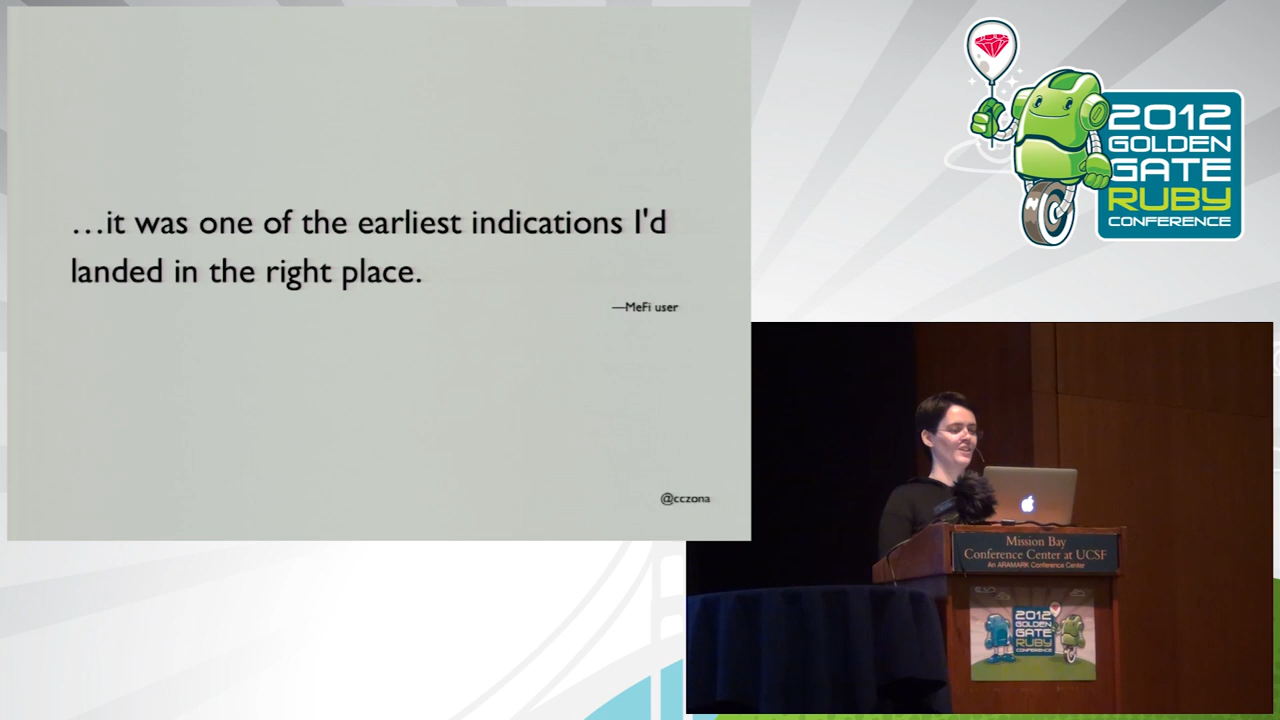 …it was one of the earliest indications I'd
landed in the right place.
—MeFi user
@cczona
2012
GOLDEN
GATE
RUBY
CONFERENCE
Mission Bay
Conference Center at UCSF
An ARAMARK Conference Center
2012
GOLDEN
GATE
RUBY
CONFERENCE